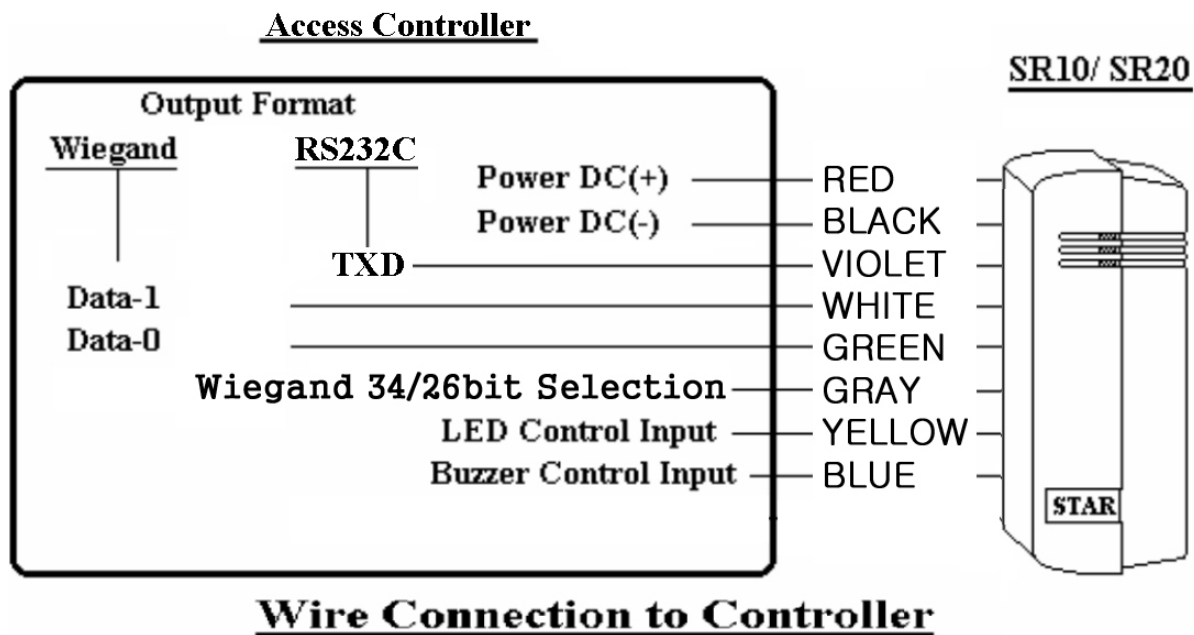 Access Controller
SR10/ SR20
Output Format
Wiegand RS232C
Power DC(+) RED
Power DC(-) BLACK
TXD VIOLET
Data-1 WHITE
Data-0 GREEN
Wiegand 34/26bit Selection GRAY
LED Control Input YELLOW
Buzzer Control Input BLUE
STAR
Wire Connection to Controller